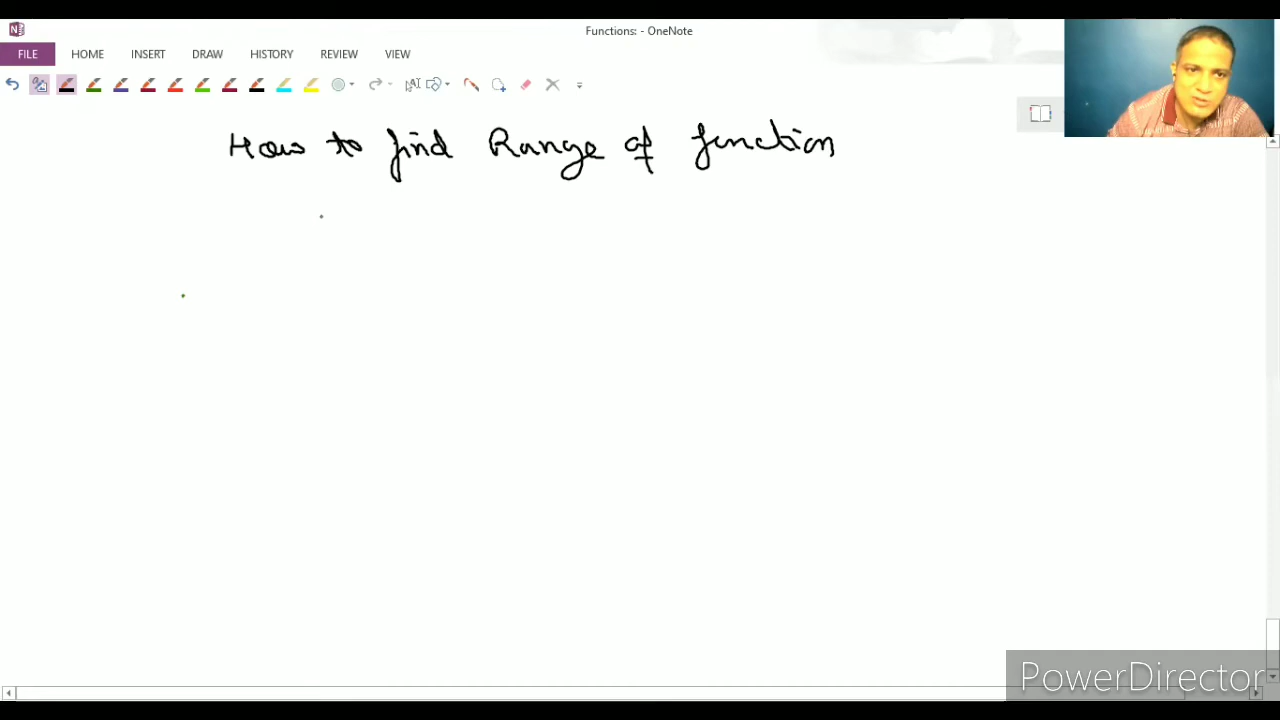 Functions: - OneNote
FILE HOME INSERT DRAW HISTORY REVIEW VIEW
How to find Range of function
PowerDirector